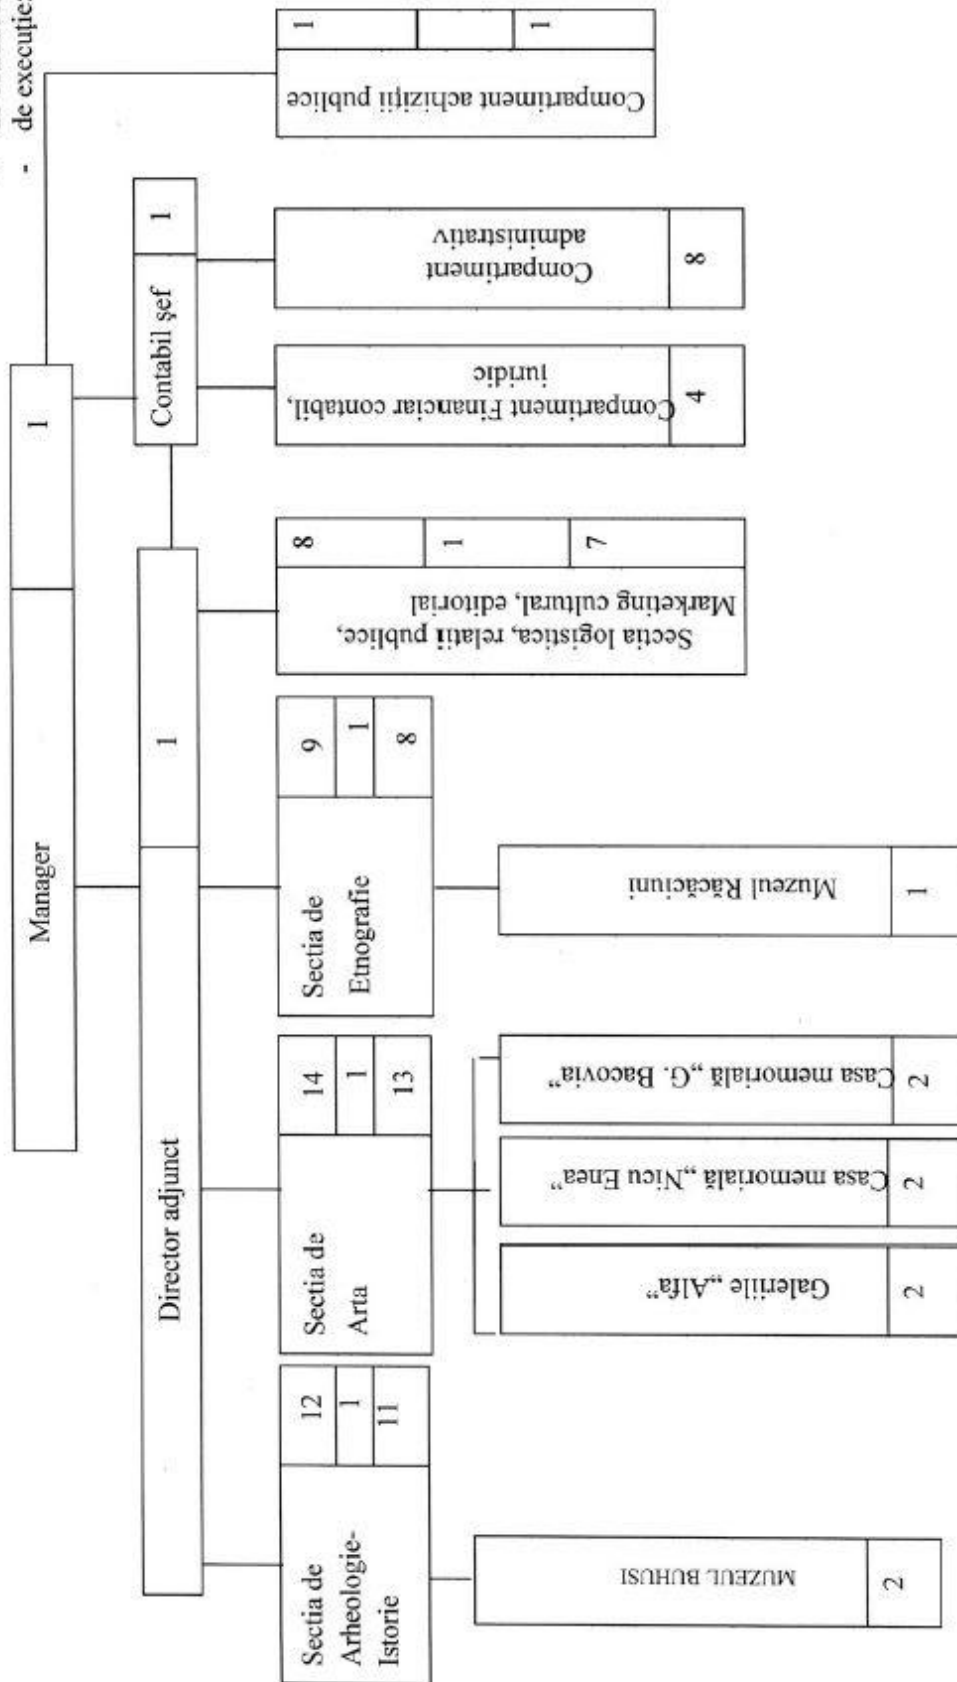 - de execuție:
Manager
1
Director adjunct
1
Contabil șef
1
Sectia de
Arheologie-
Istorie
12
1
11
Sectia de
Arta
14
1
13
Sectia de
Etnografie
9
1
8
Sectia logistica, relatii publice,
Marketing cultural, editorial
8
1
7
Compartiment Financiar contabil,
juridic
4
Compartiment
administrativ
8
Compartiment achiziții publice
1
1
MUZEUL BUHUSI
2
Galeriile „Alfa”
2
Casa memorială „Nicu Enea”
2
Casa memorială „G. Bacovia”
2
Muzeul Răcăciuni
1